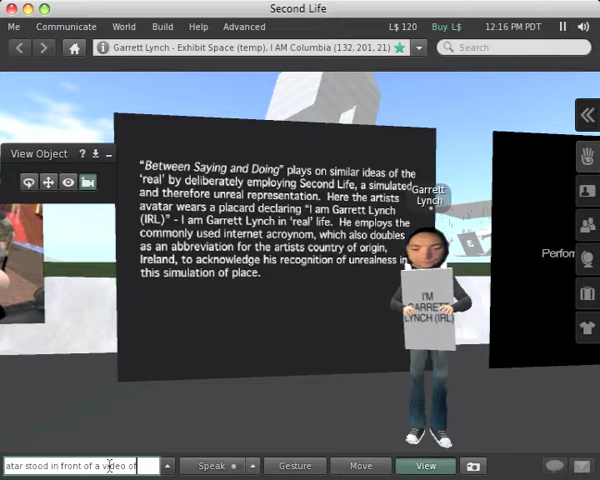 Second Life
Me Communicate World Build Help Advanced L$ 120 Buy L$ 12:16 PM PDT
Garrett Lynch - Exhibit Space (temp), I AM Columbia (132, 201, 21) Search
View Object ?
"Between Saying and Doing" plays on similar ideas of the
'real' by deliberately employing Second Life, a simulated
and therefore unreal representation. Here the artists
avatar wears a placard declaring "I am Garrett Lynch
(IRL)" - I am Garrett Lynch in 'real' life. He employs the
commonly used internet acroynom, which also doubles
as an abbreviation for the artists country of origin,
Ireland, to acknowledge his recognition of unrealness in
this simulation of place.
Garrett
Lynch
I'M
GARRETT
LYNCH (IRL)
Perfor
atar stood in front of a video of
Speak Gesture Move View